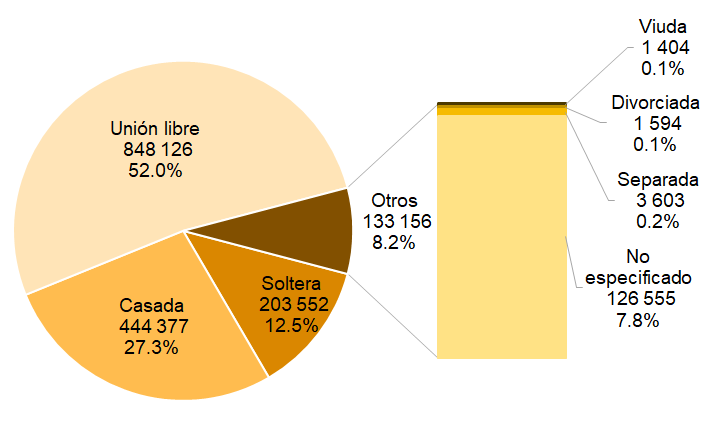 Unión libre
848 126
52.0%
Casada
444 377
27.3%
Soltera
203 552
12.5%
Otros
133 156
8.2%
Viuda
1 404
0.1%
Divorciada
1 594
0.1%
Separada
3 603
0.2%
No
especificado
126 555
7.8%